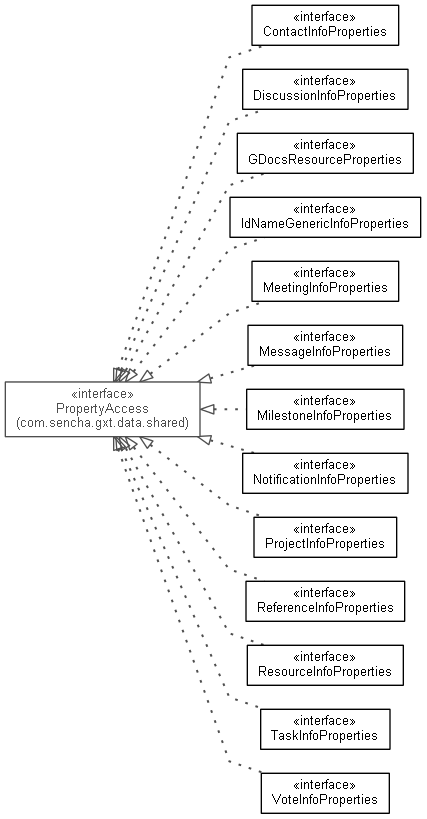 «interface»
ContactInfoProperties
«interface»
DiscussionInfoProperties
«interface»
GDocsResourceProperties
«interface»
IdNameGenericInfoProperties
«interface»
MeetingInfoProperties
«interface»
MessageInfoProperties
«interface»
PropertyAccess
(com.sencha.gxt.data.shared)
«interface»
MilestoneInfoProperties
«interface»
NotificationInfoProperties
«interface»
ProjectInfoProperties
«interface»
ReferenceInfoProperties
«interface»
ResourceInfoProperties
«interface»
TaskInfoProperties
«interface»
VoteInfoProperties